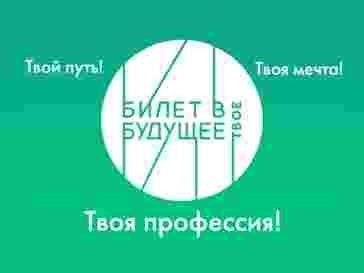 Твой путь!
Твоя мечта!
БИЛЕТ В
БУДУЩЕЕ
ТВОЕ
Твоя профессия!